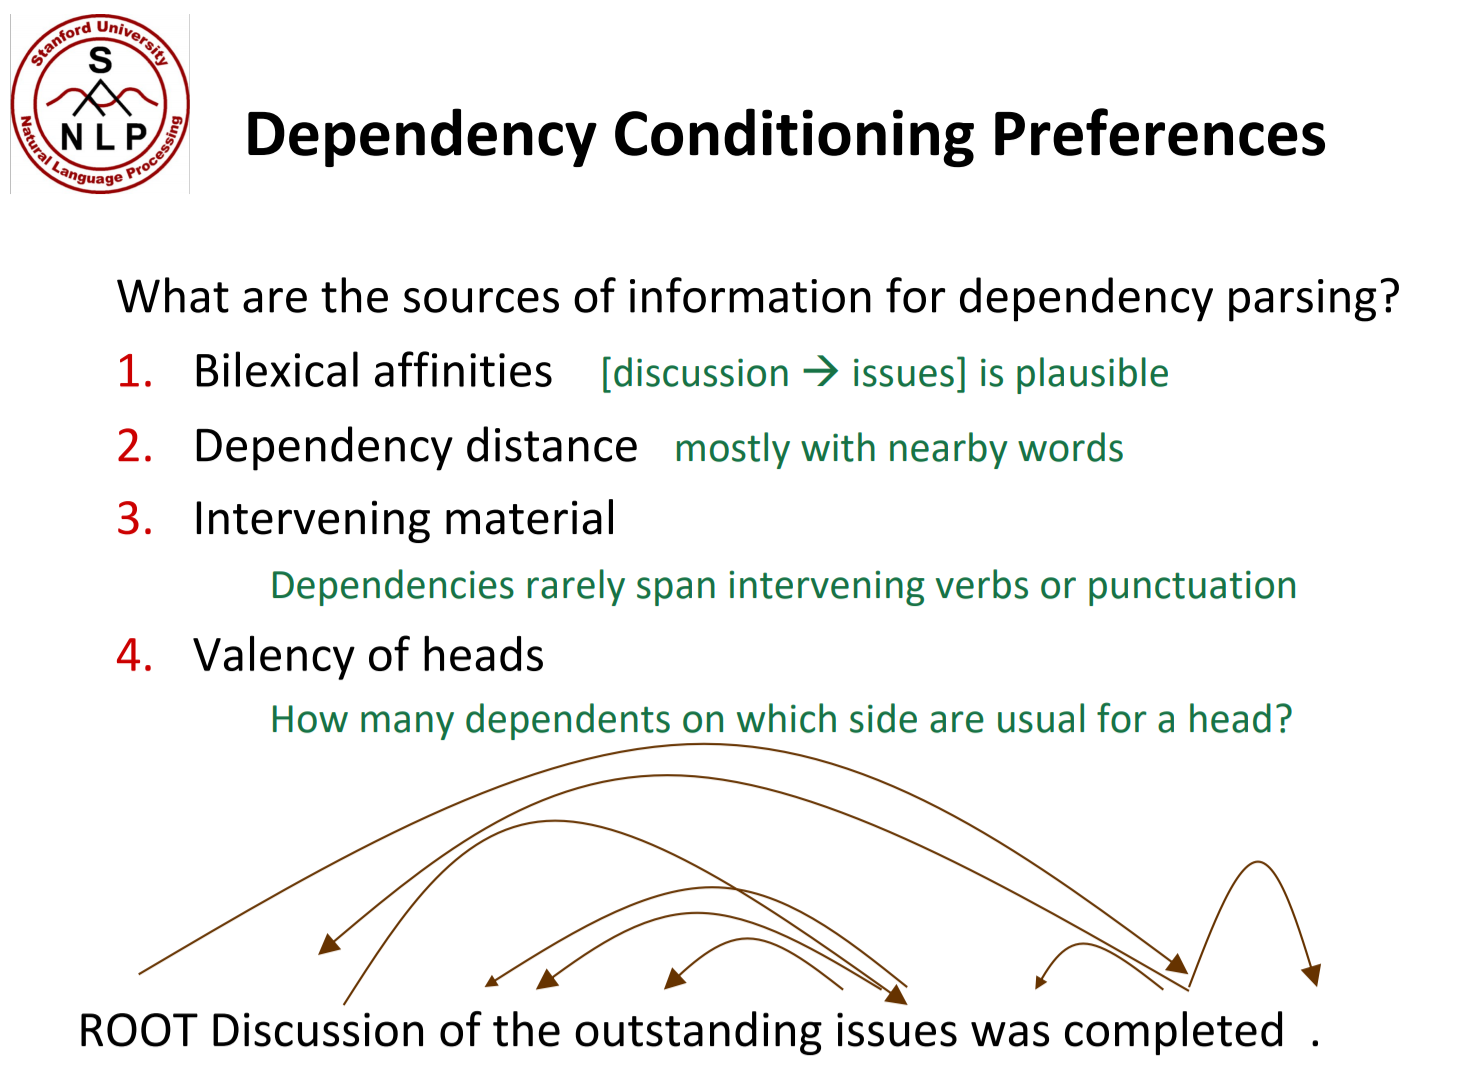 Stanford University
S
NLP
Natural Language Processing
Dependency Conditioning Preferences
What are the sources of information for dependency parsing?
1. Bilexical affinities [discussion → issues] is plausible
2. Dependency distance mostly with nearby words
3. Intervening material
Dependencies rarely span intervening verbs or punctuation
4. Valency of heads
How many dependents on which side are usual for a head?
ROOT Discussion of the outstanding issues was completed .